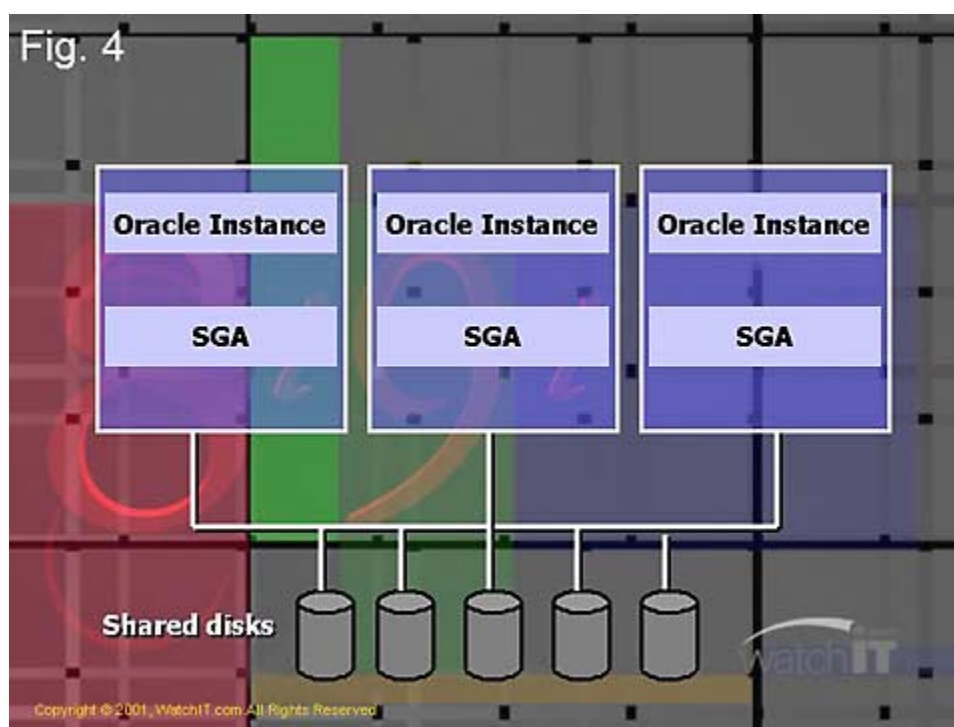 Fig. 4
Oracle Instance
Oracle Instance
Oracle Instance
SGA
SGA
SGA
Shared disks
watchIT
Copyright © 2001, WatchIT.com All Rights Reserved